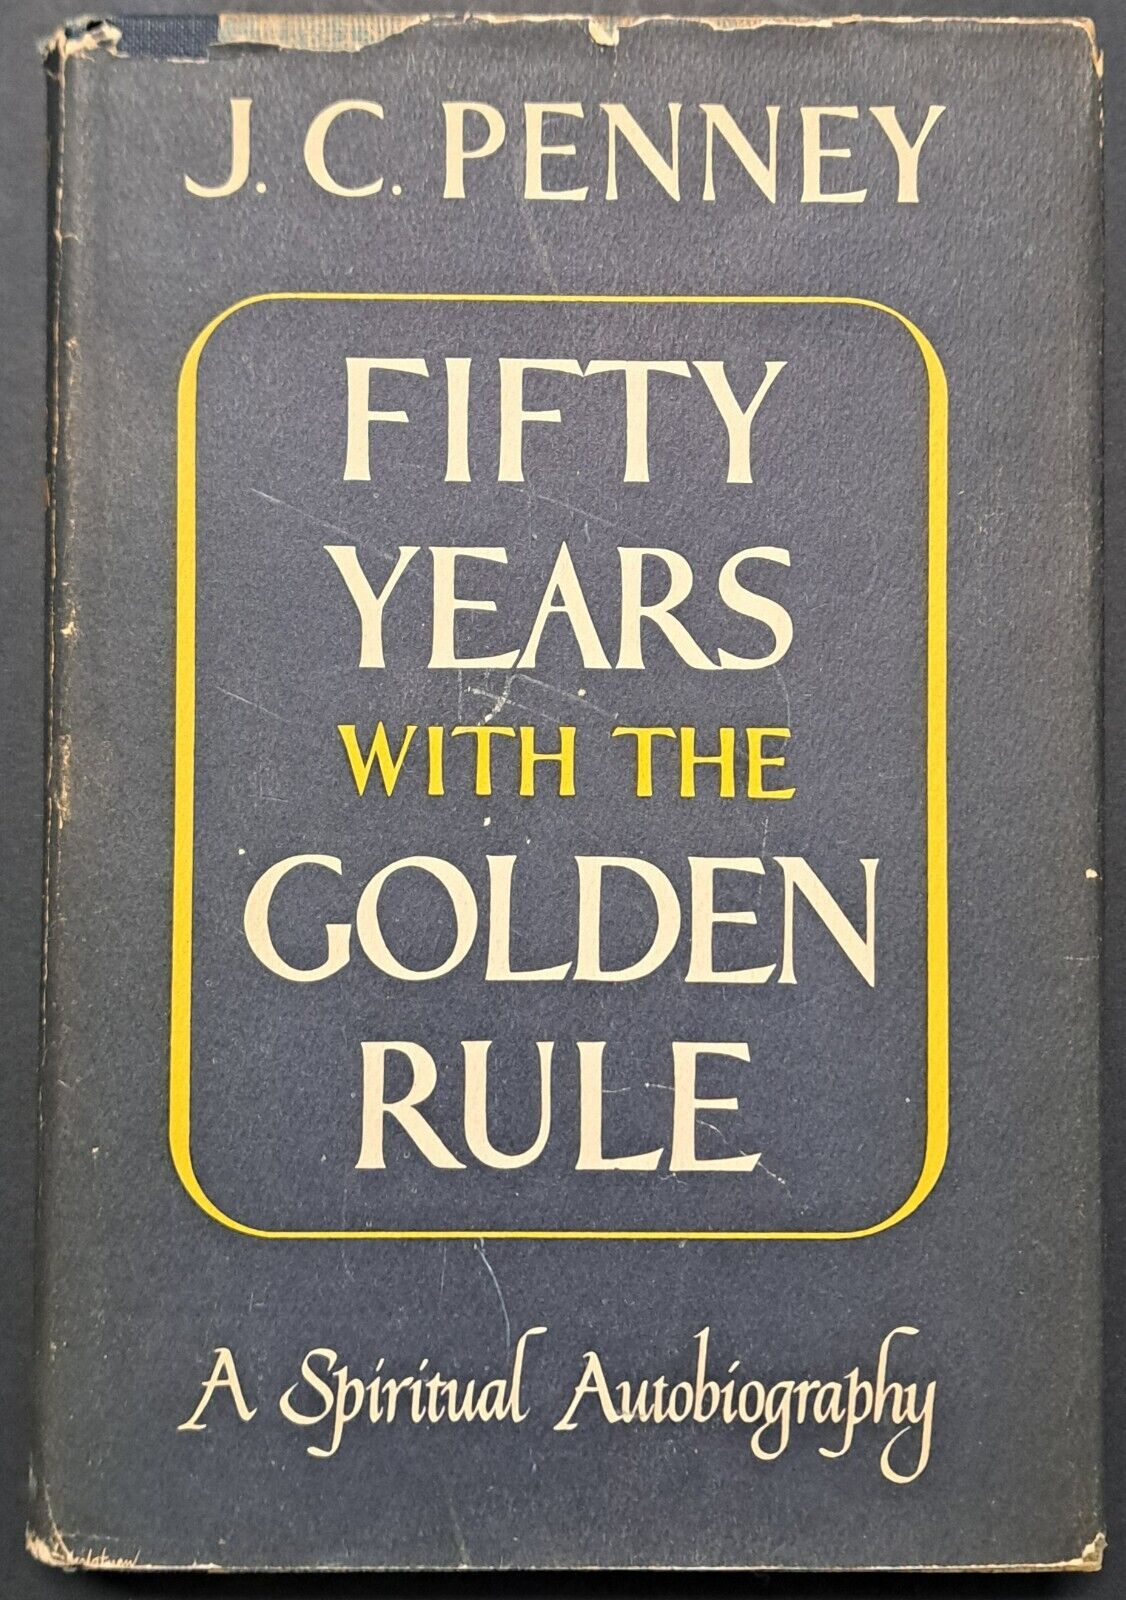 J. C. PENNEY
FIFTY
YEARS
WITH THE
GOLDEN
RULE
A Spiritual Autobiography